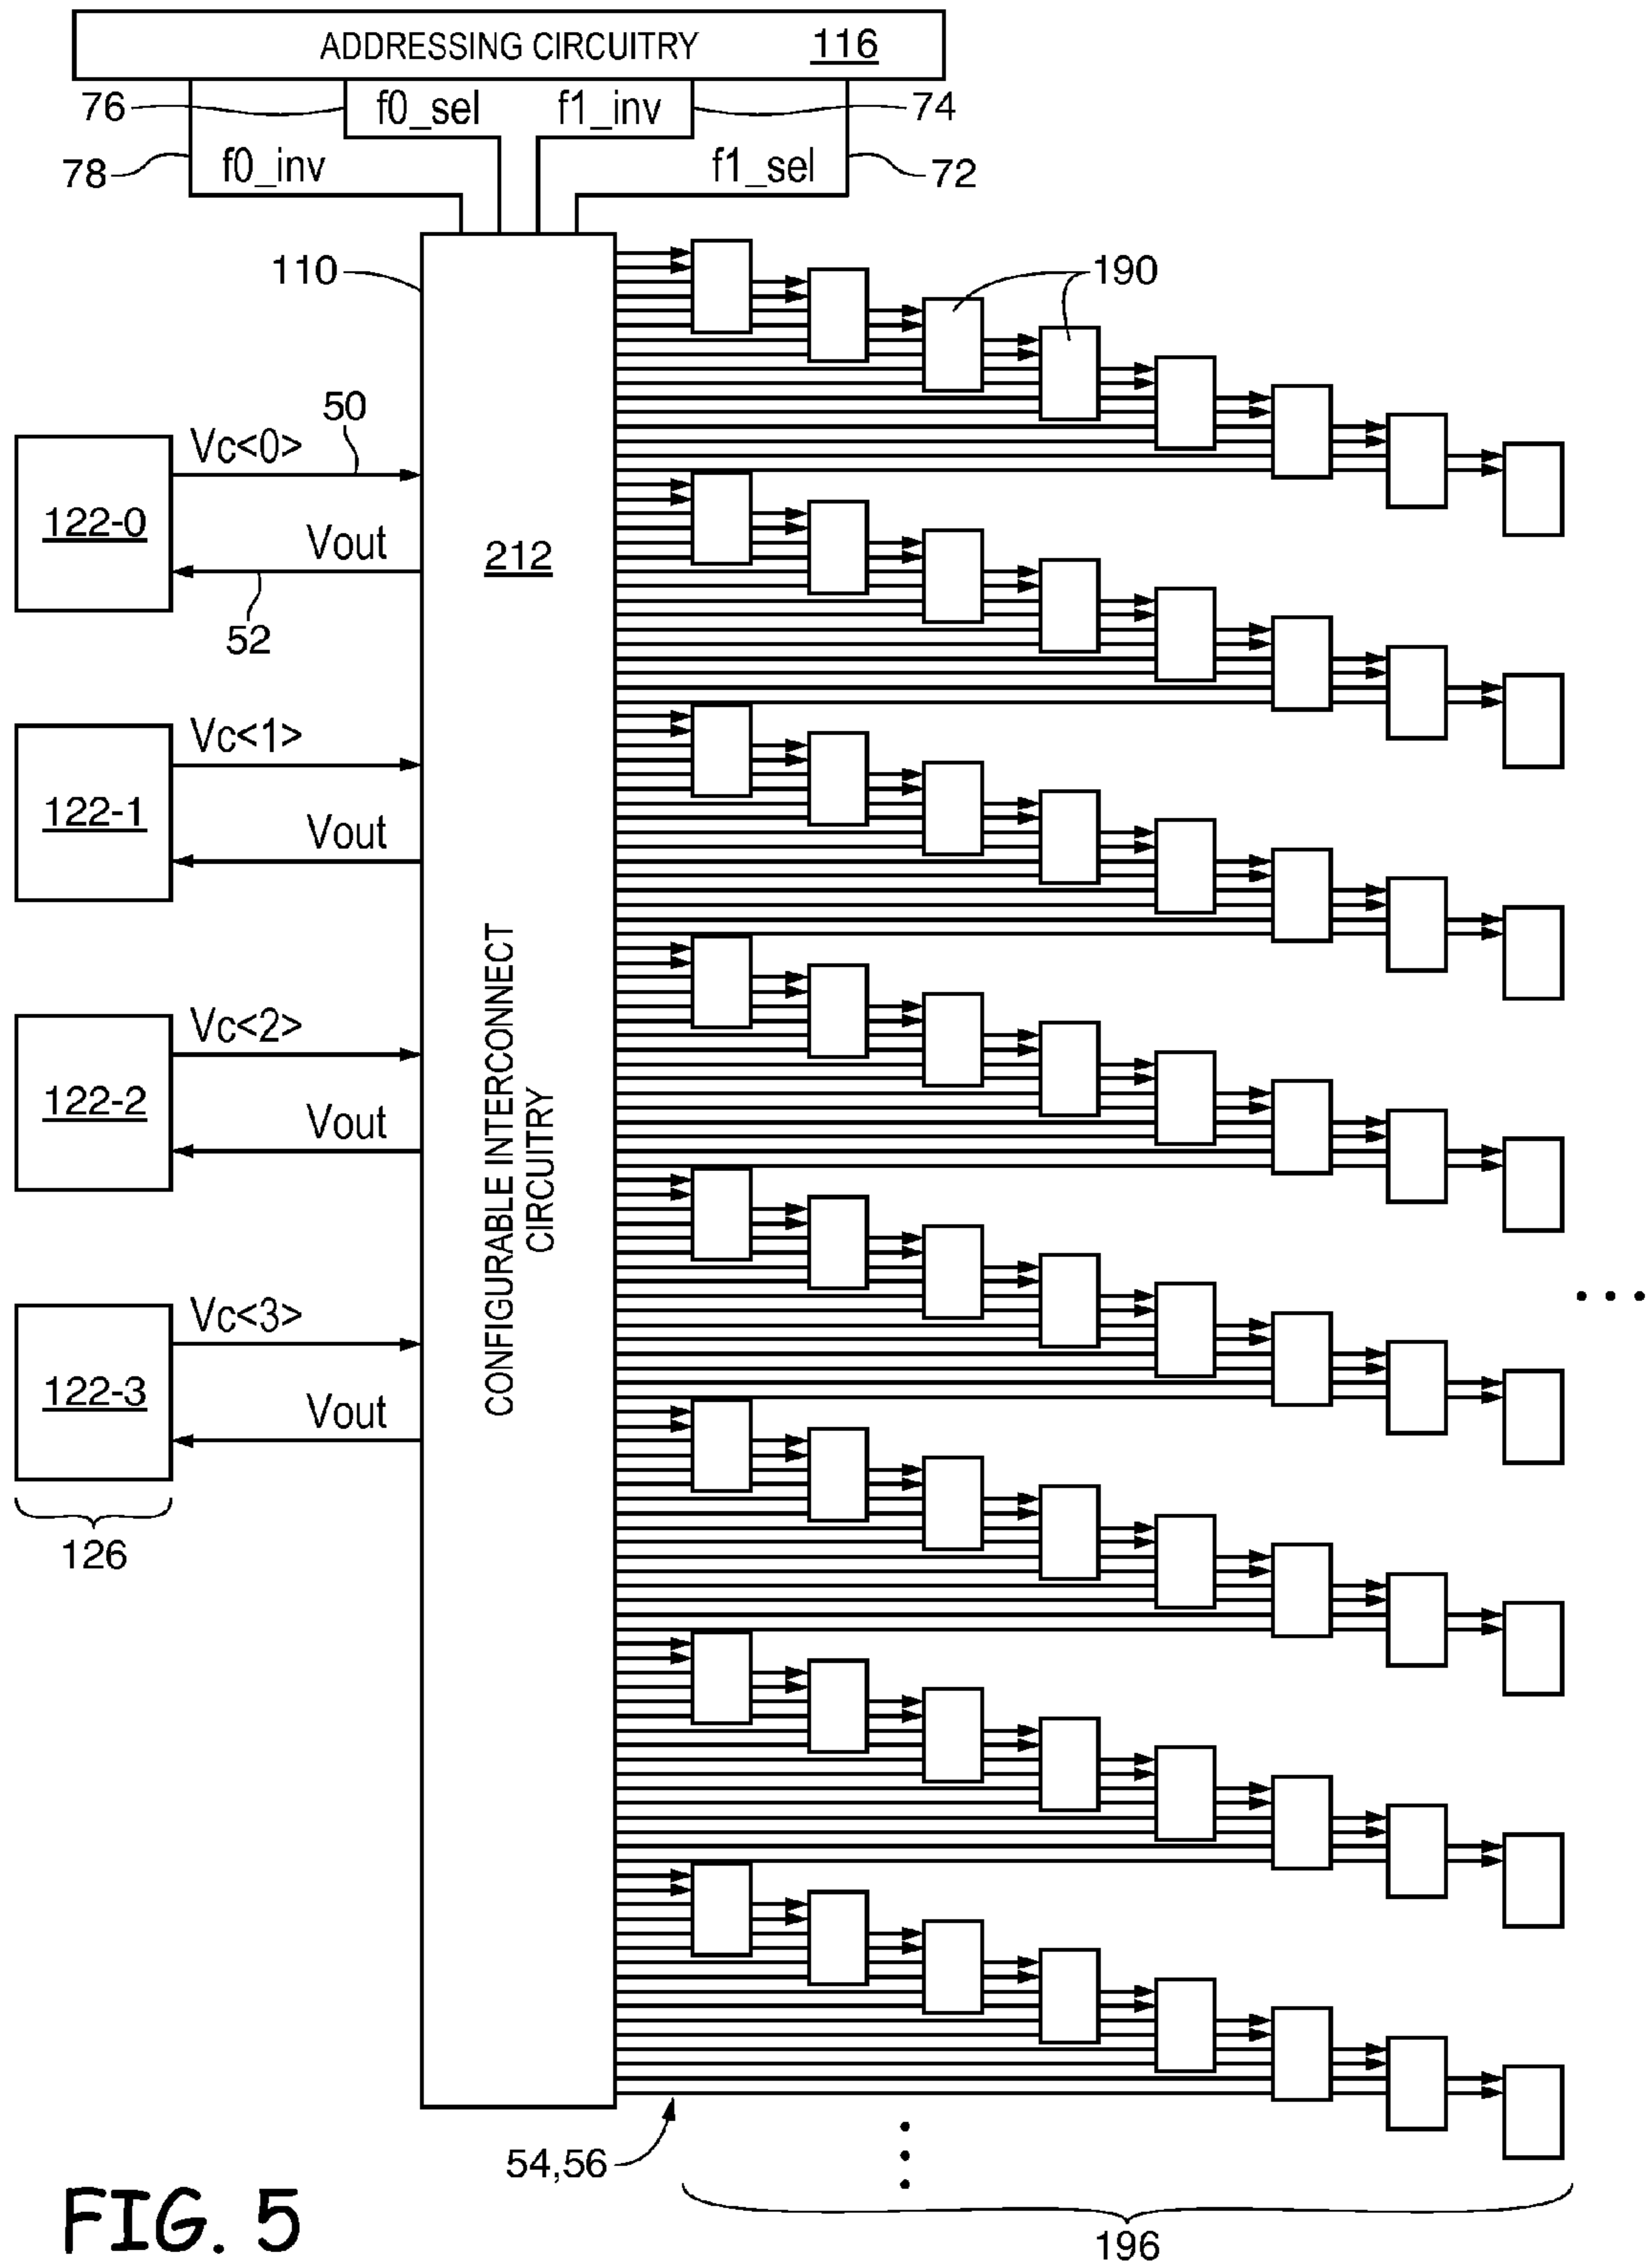 ADDRESSING CIRCUITRY 116
76 f0_sel f1_inv 74
78 f0_inv f1_sel 72
110
190
50
Vc<0>
122-0
Vout
52
212
Vc<1>
122-1
Vout
Vc<2>
122-2
Vout
CONFIGURABLE INTERCONNECT
CIRCUITRY
Vc<3>
122-3
Vout
126
54,56
196
FIG. 5